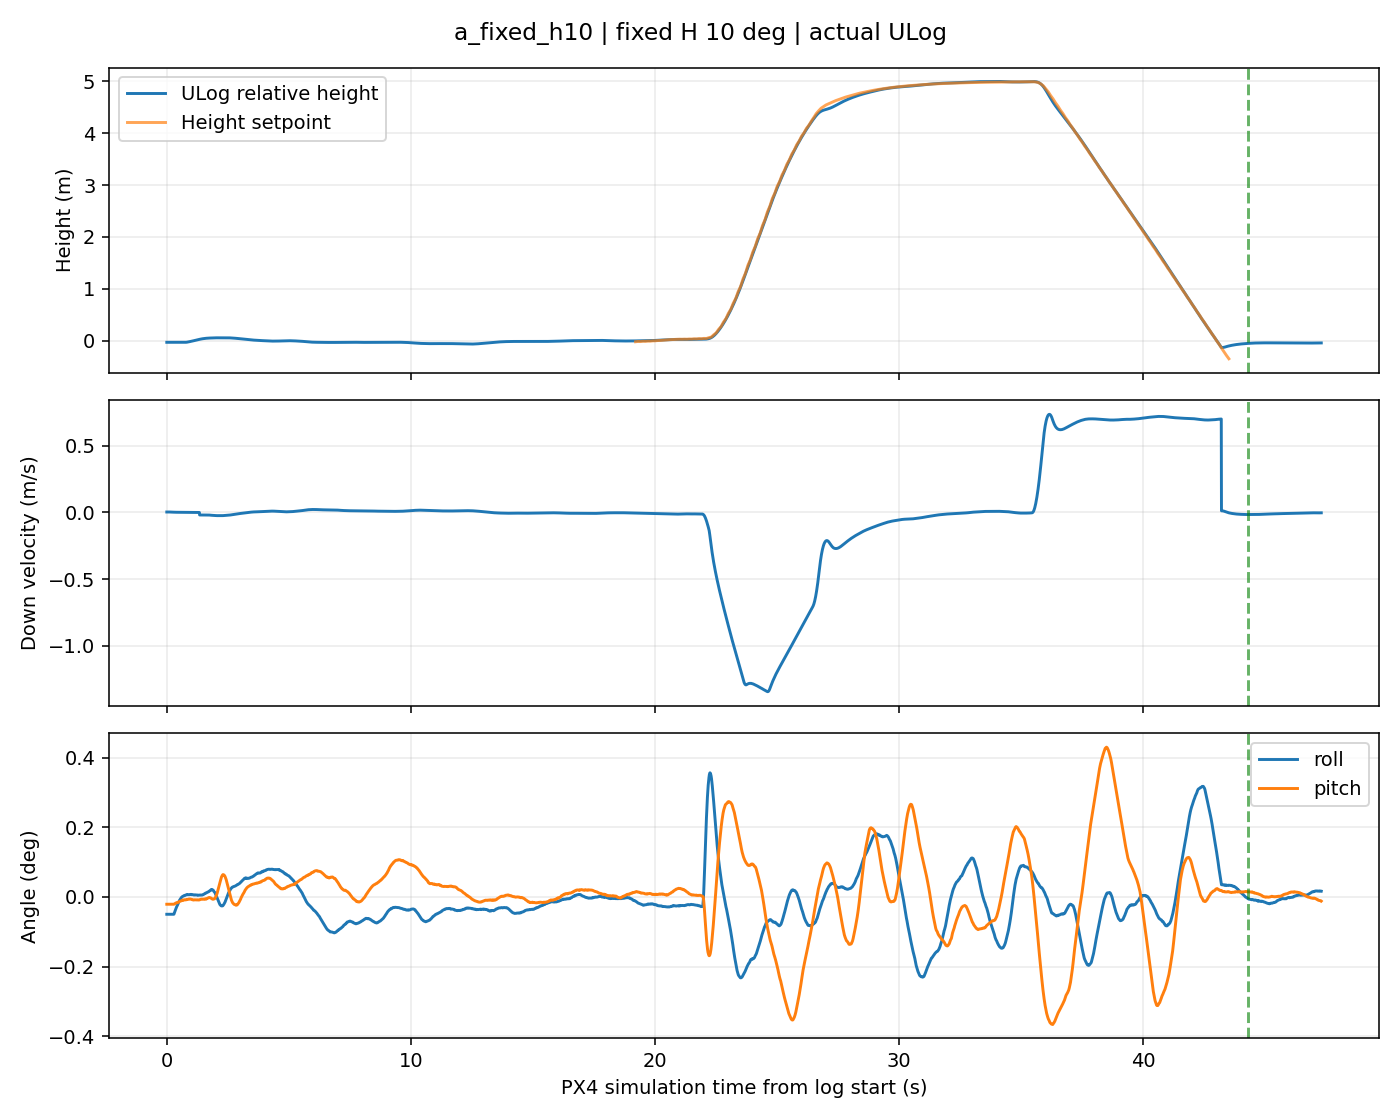 a_fixed_h10 | fixed H 10 deg | actual ULog
ULog relative height
Height setpoint
Height (m)
5
4
3
2
1
0
Down velocity (m/s)
0.5
0.0
−0.5
−1.0
roll
pitch
Angle (deg)
0.4
0.2
0.0
−0.2
−0.4
0
10
20
30
40
PX4 simulation time from log start (s)